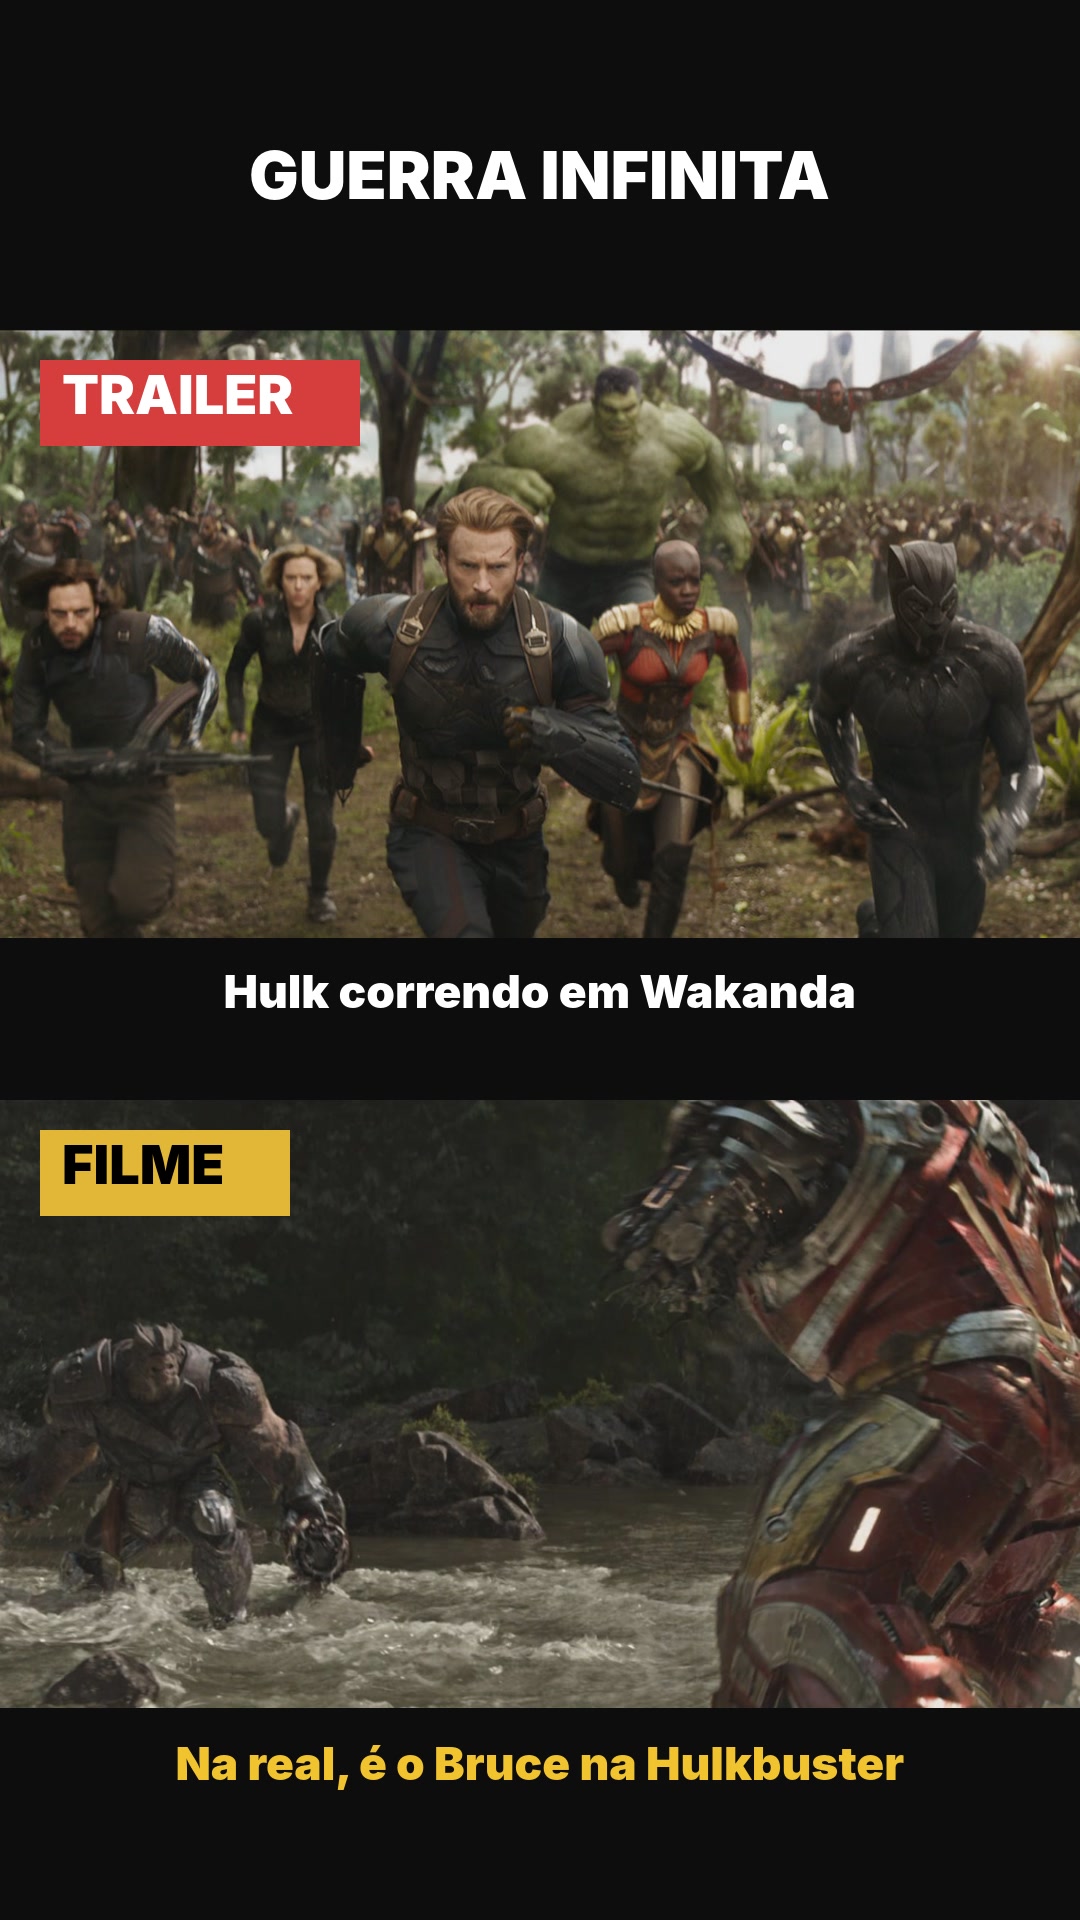 GUERRA INFINITA
TRAILER
Hulk correndo em Wakanda
FILME
Na real, é o Bruce na Hulkbuster